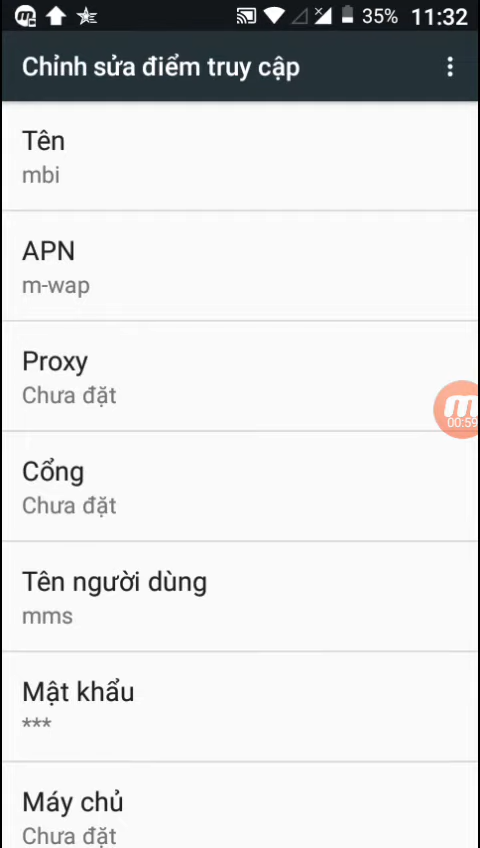 35% 11:32
Chỉnh sửa điểm truy cập
Tên
mbi
APN
m-wap
Proxy
Chưa đặt
00:59
Cổng
Chưa đặt
Tên người dùng
mms
Mật khẩu
***
Máy chủ
Chưa đặt